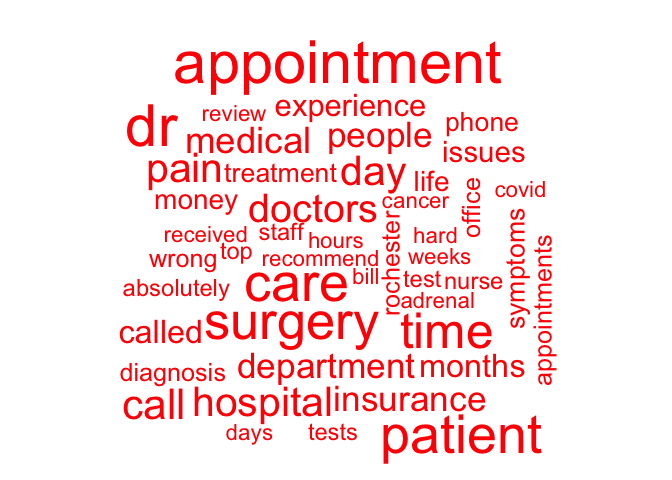 appointment
dr review experience phone
medical people issues
pain treatment day life covid
money doctors cancer office
received staff hours rochester hard symptoms
wrong top recommend weeks appointments
absolutely care bill test nurse
adrenal
called surgery time
diagnosis department months
call hospital insurance
days tests patient